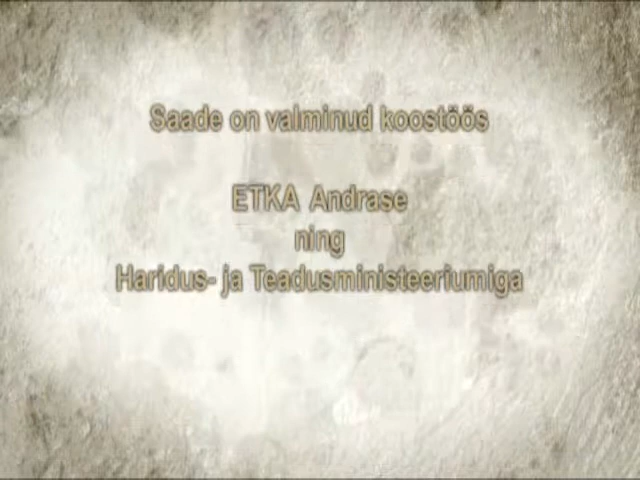 Saade on valminud koostöös
ETKA Andrase
ning
Haridus- ja Teadusministeeriumiga